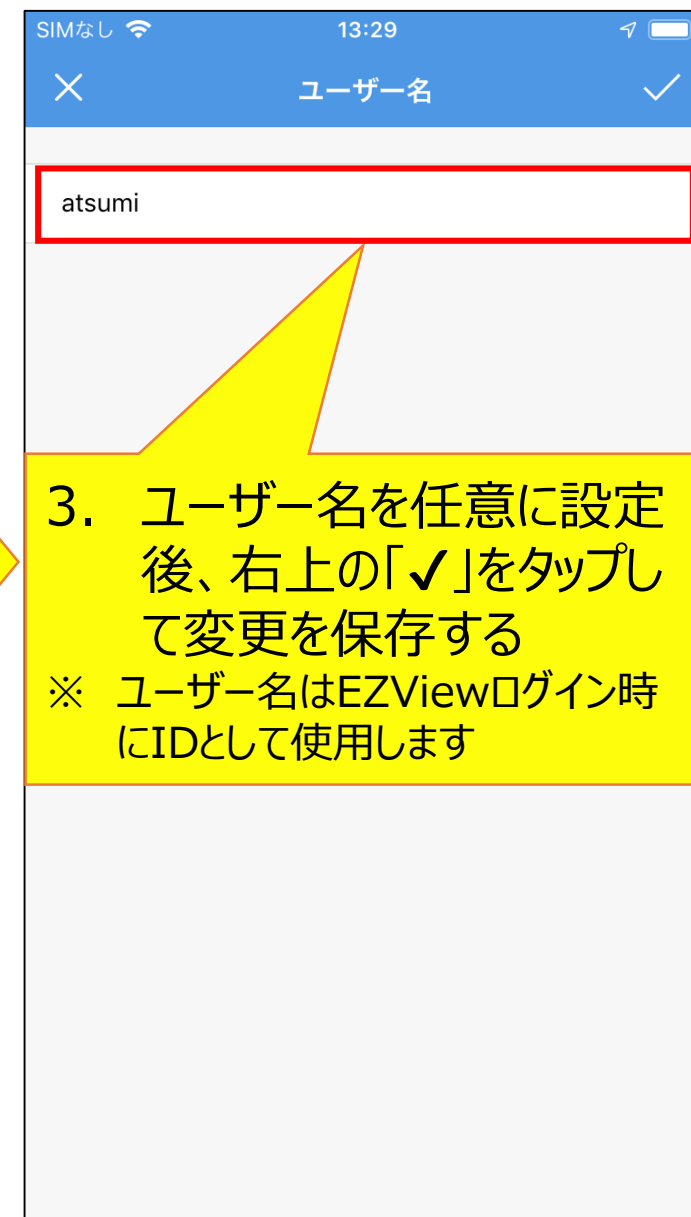 SIMなし 13:29
ユーザー名
atsumi
3. ユーザー名を任意に設定
後、右上の「✓」をタップし
て変更を保存する
※ ユーザー名はEZViewログイン時
にIDとして使用します